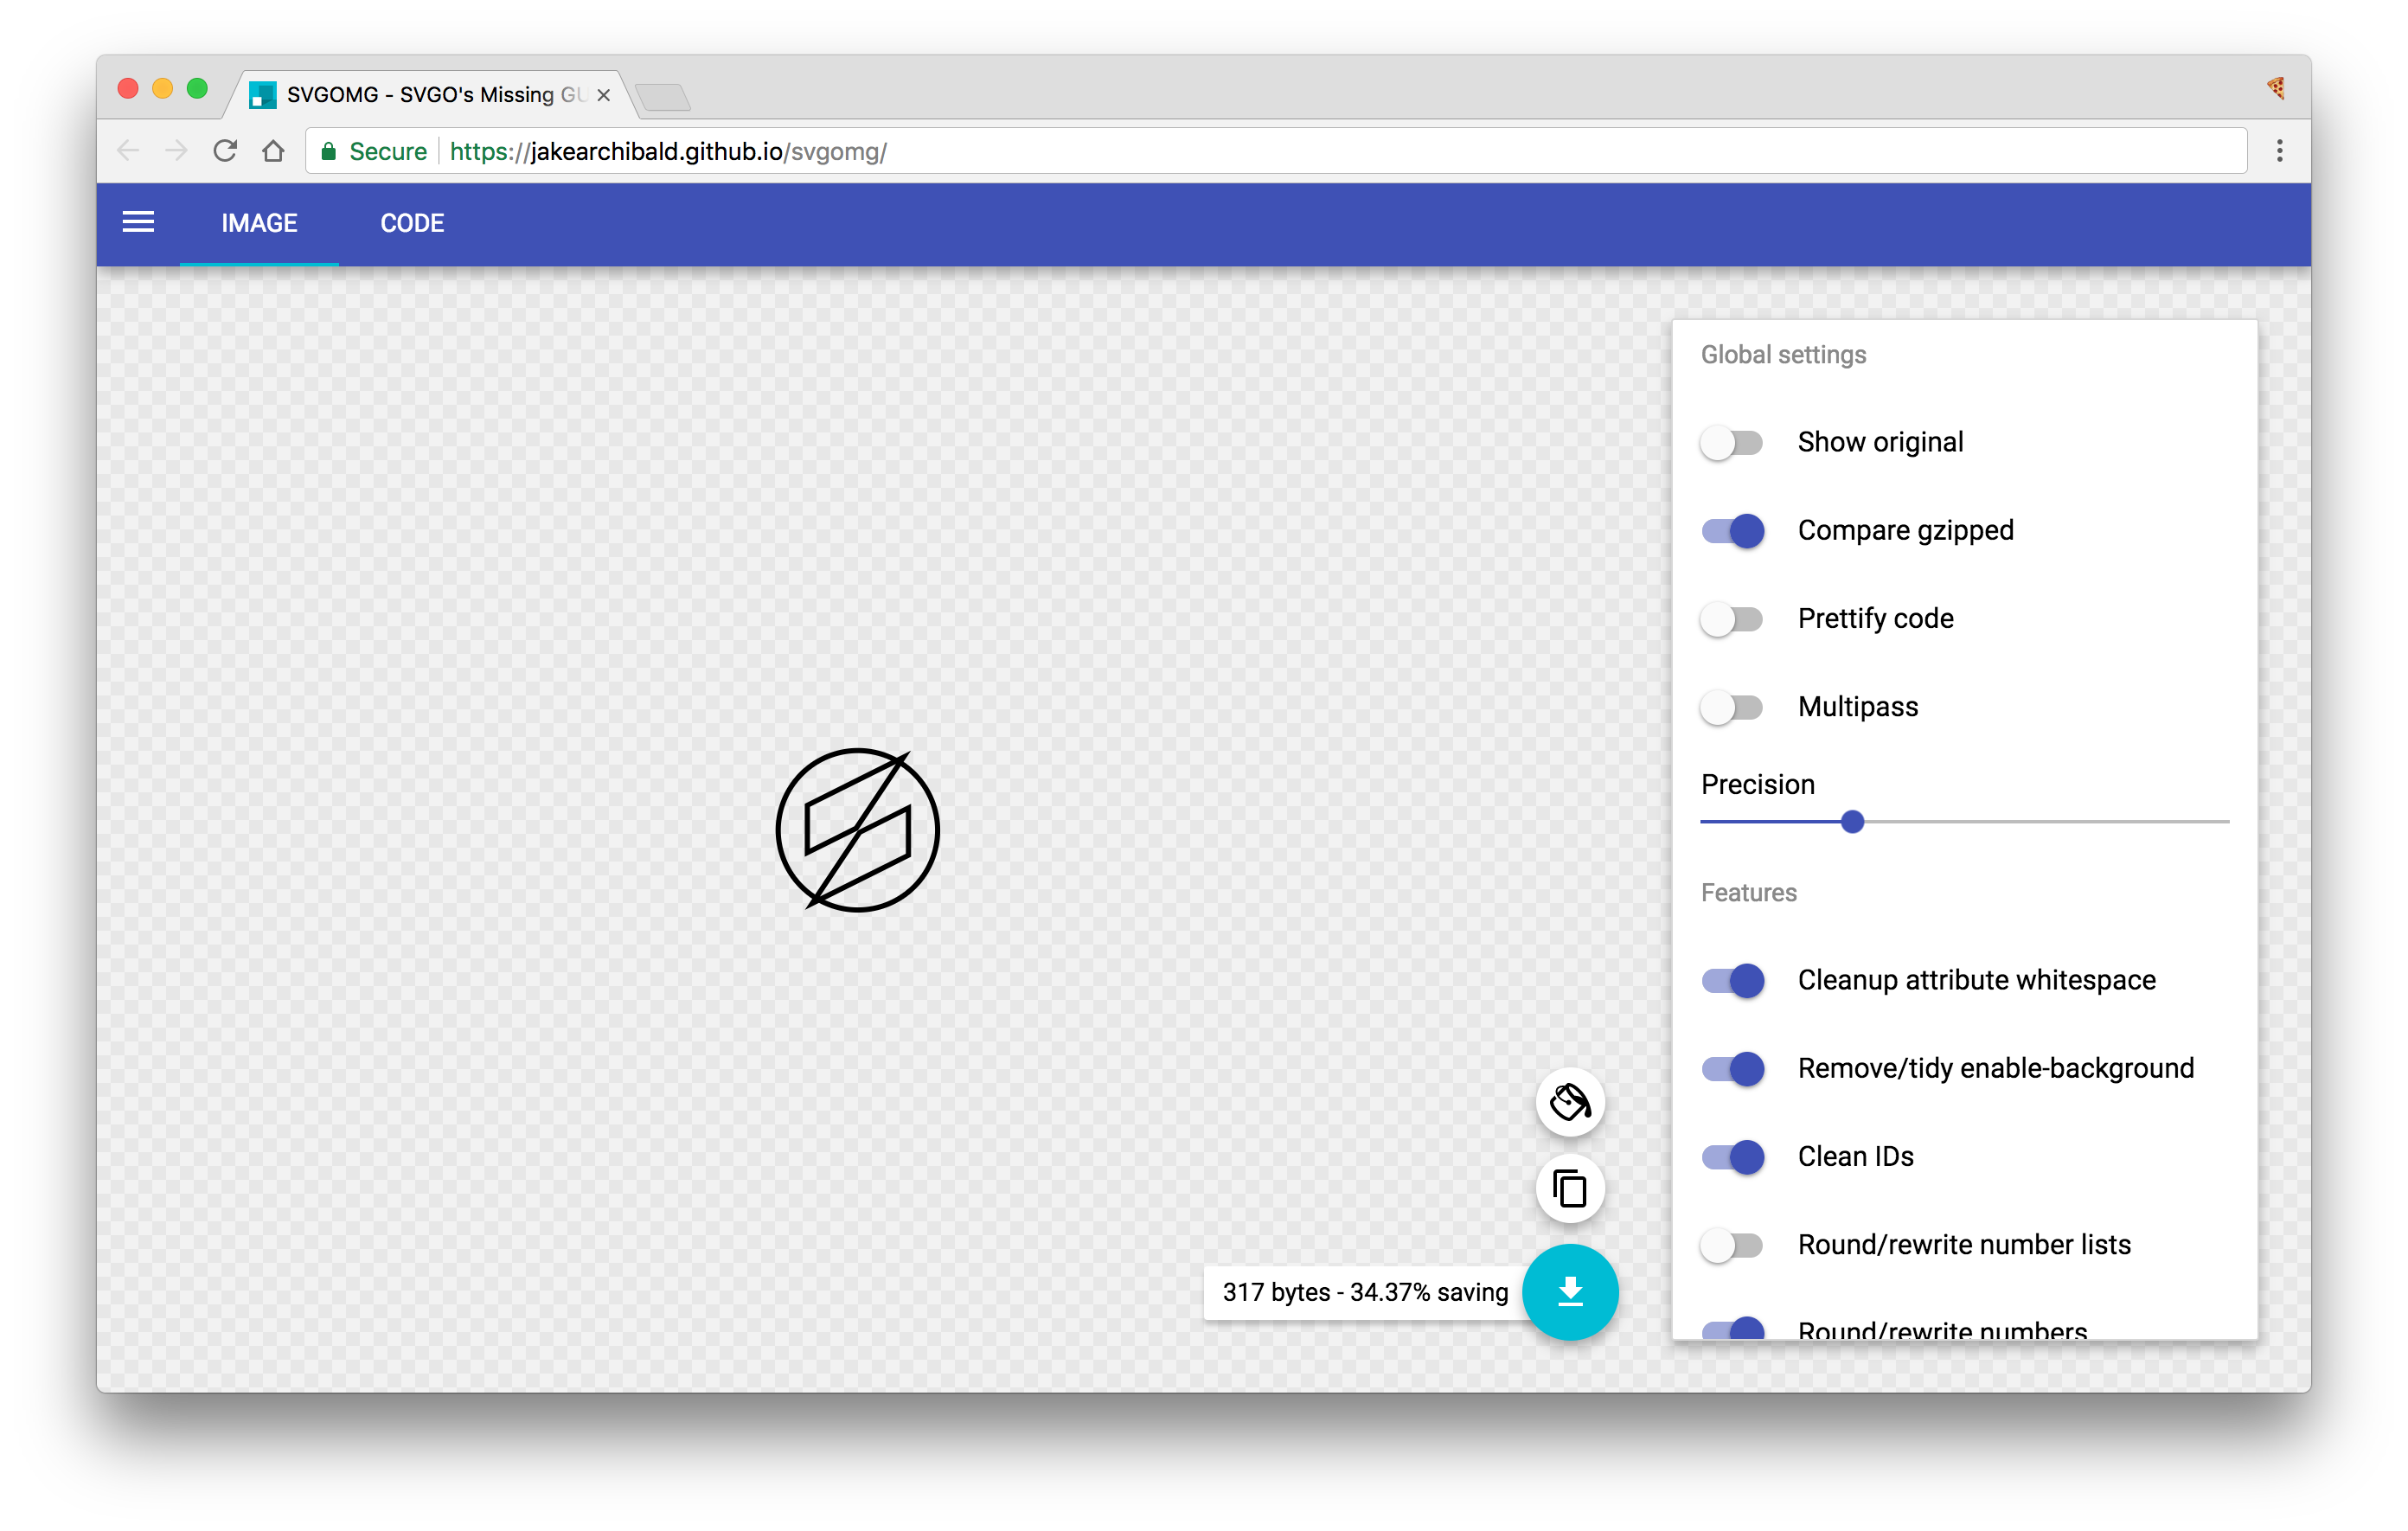 SVGOMG - SVGO's Missing GU
Secure https://jakearchibald.github.io/svgomg/
IMAGE CODE
Global settings
Show original
Compare gzipped
Prettify code
Multipass
Precision
Features
Cleanup attribute whitespace
Remove/tidy enable-background
Clean IDs
Round/rewrite number lists
317 bytes - 34.37% saving
Round/rewrite numbers